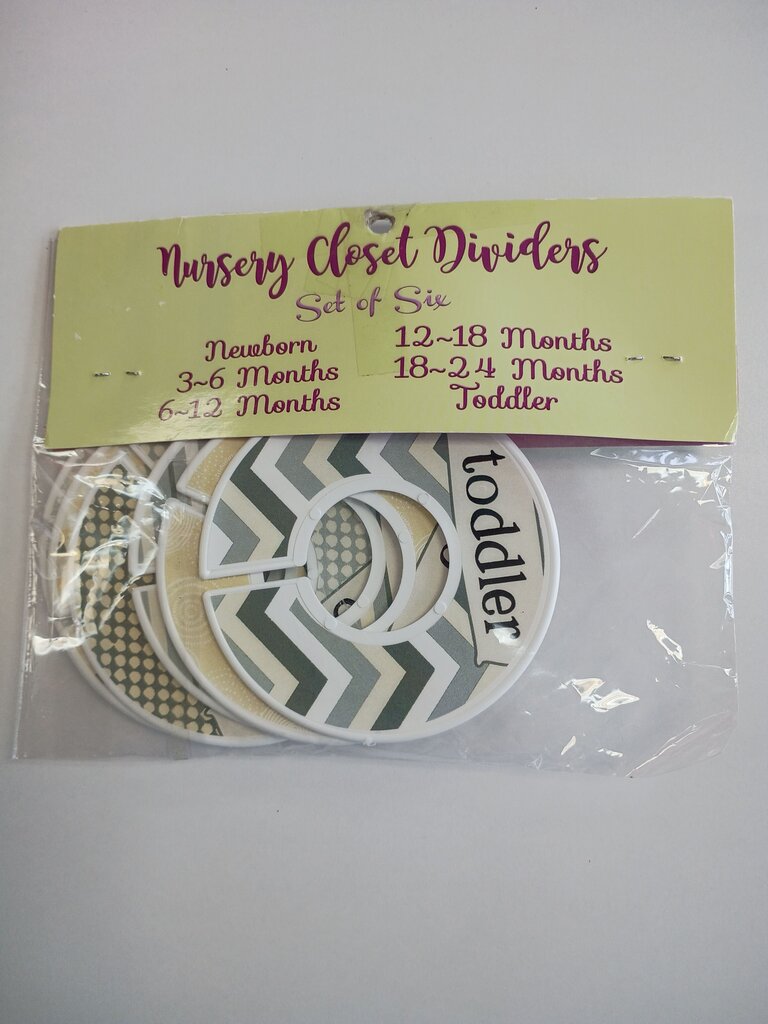 Nursery Closet Dividers
Set of Six
Newborn
3~6 Months
6~12 Months
12~18 Months
18~24 Months
Toddler
toddler